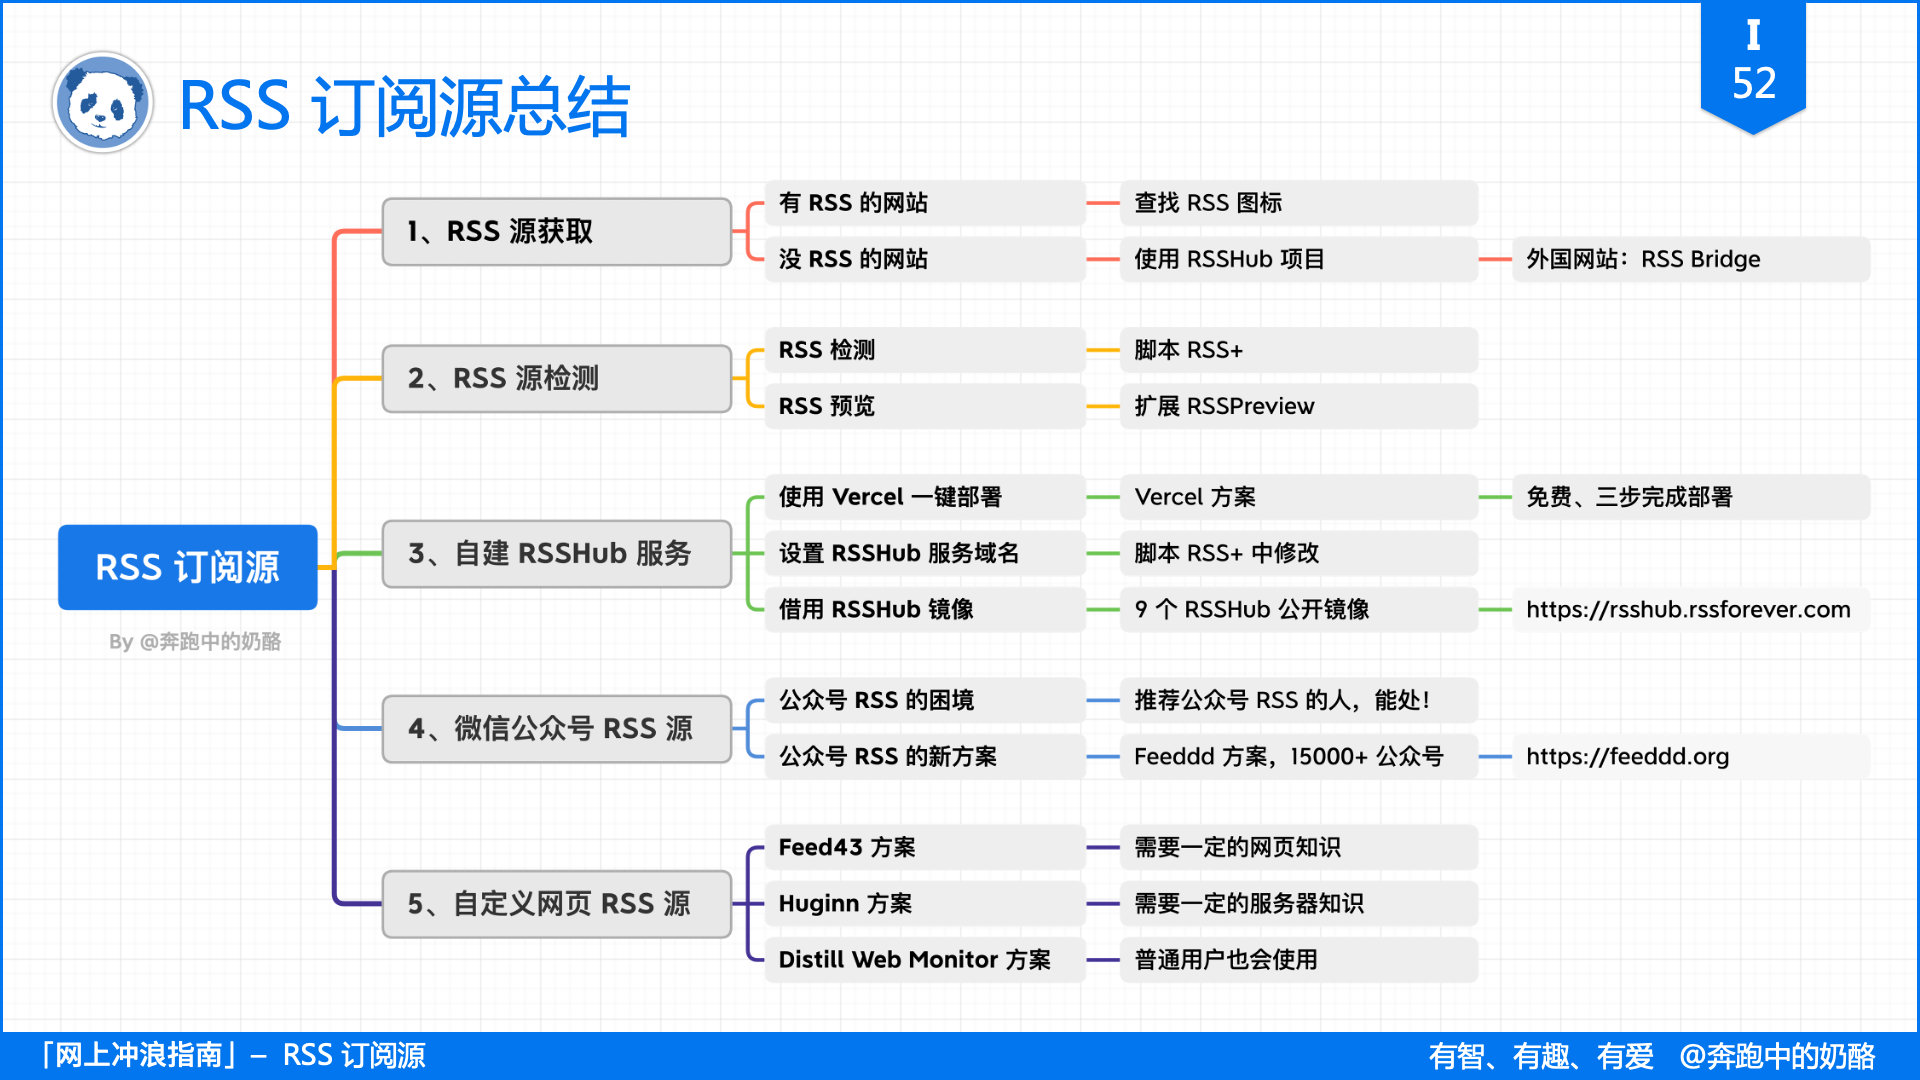 I
52
RSS 订阅源总结
RSS 订阅源
By @奔跑中的奶酪
1、RSS 源获取
有 RSS 的网站
查找 RSS 图标
没 RSS 的网站
使用 RSSHub 项目
外国网站：RSS Bridge
2、RSS 源检测
RSS 检测
脚本 RSS+
RSS 预览
扩展 RSSPreview
3、自建 RSSHub 服务
使用 Vercel 一键部署
Vercel 方案
免费、三步完成部署
设置 RSSHub 服务域名
脚本 RSS+ 中修改
借用 RSSHub 镜像
9 个 RSSHub 公开镜像
https://rsshub.rssforever.com
4、微信公众号 RSS 源
公众号 RSS 的困境
推荐公众号 RSS 的人，能处！
公众号 RSS 的新方案
Feeddd 方案，15000+ 公众号
https://feeddd.org
5、自定义网页 RSS 源
Feed43 方案
需要一定的网页知识
Huginn 方案
需要一定的服务器知识
Distill Web Monitor 方案
普通用户也会使用
「网上冲浪指南」– RSS 订阅源
有智、有趣、有爱 @奔跑中的奶酪